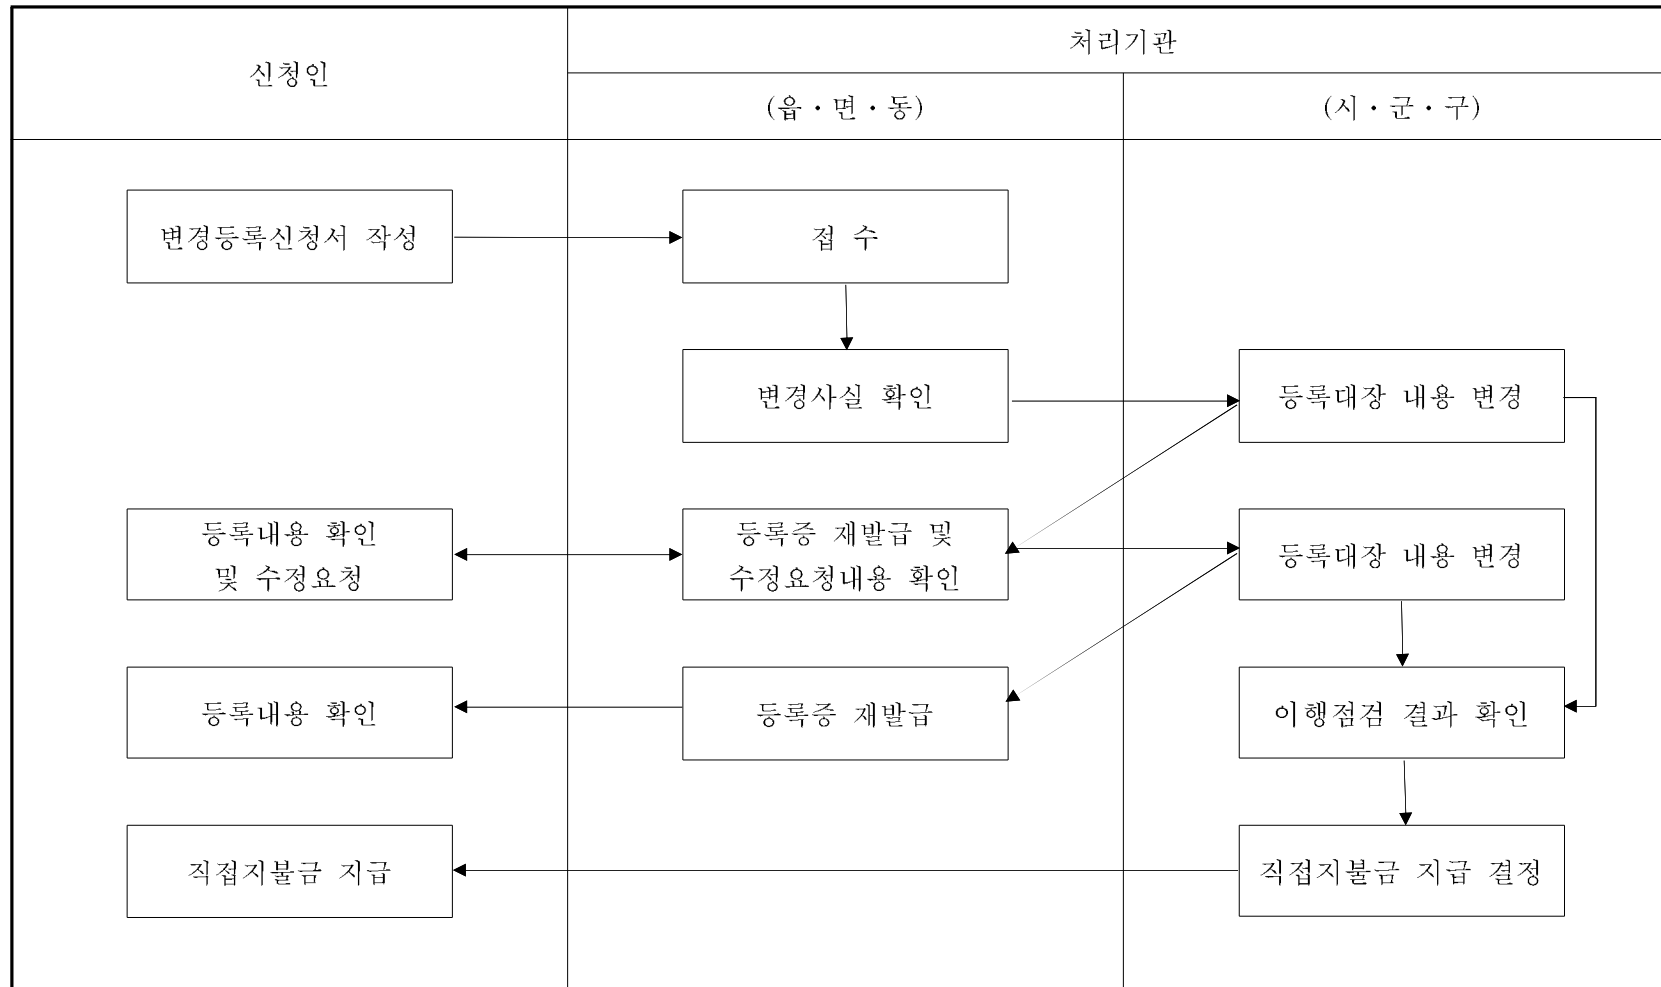 신청인
처리기관
(읍·면·동)
(시·군·구)
변경등록신청서 작성
접 수
변경사실 확인
등록대장 내용 변경
등록내용 확인
및 수정요청
등록증 재발급 및
수정요청내용 확인
등록대장 내용 변경
등록내용 확인
등록증 재발급
이행점검 결과 확인
직접지불금 지급
직접지불금 지급 결정